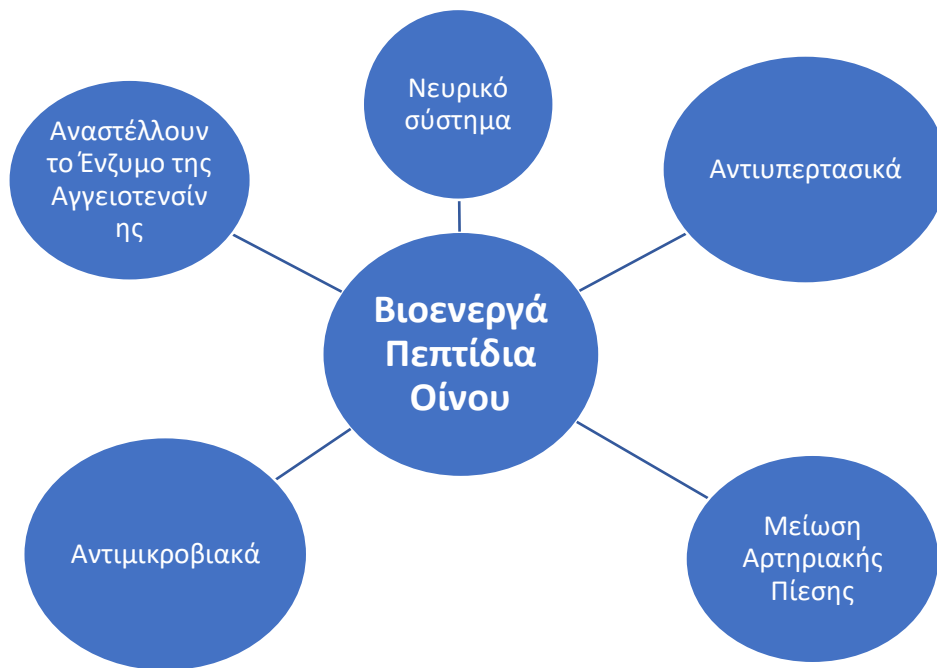 Νευρικό
σύστημα
Αναστέλλουν
το Ένζυμο της
Αγγειοτενσίν
ης
Αντιυπερτασικά
Βιοενεργά
Πεπτίδια
Οίνου
Αντιμικροβιακά
Μείωση
Αρτηριακής
Πίεσης